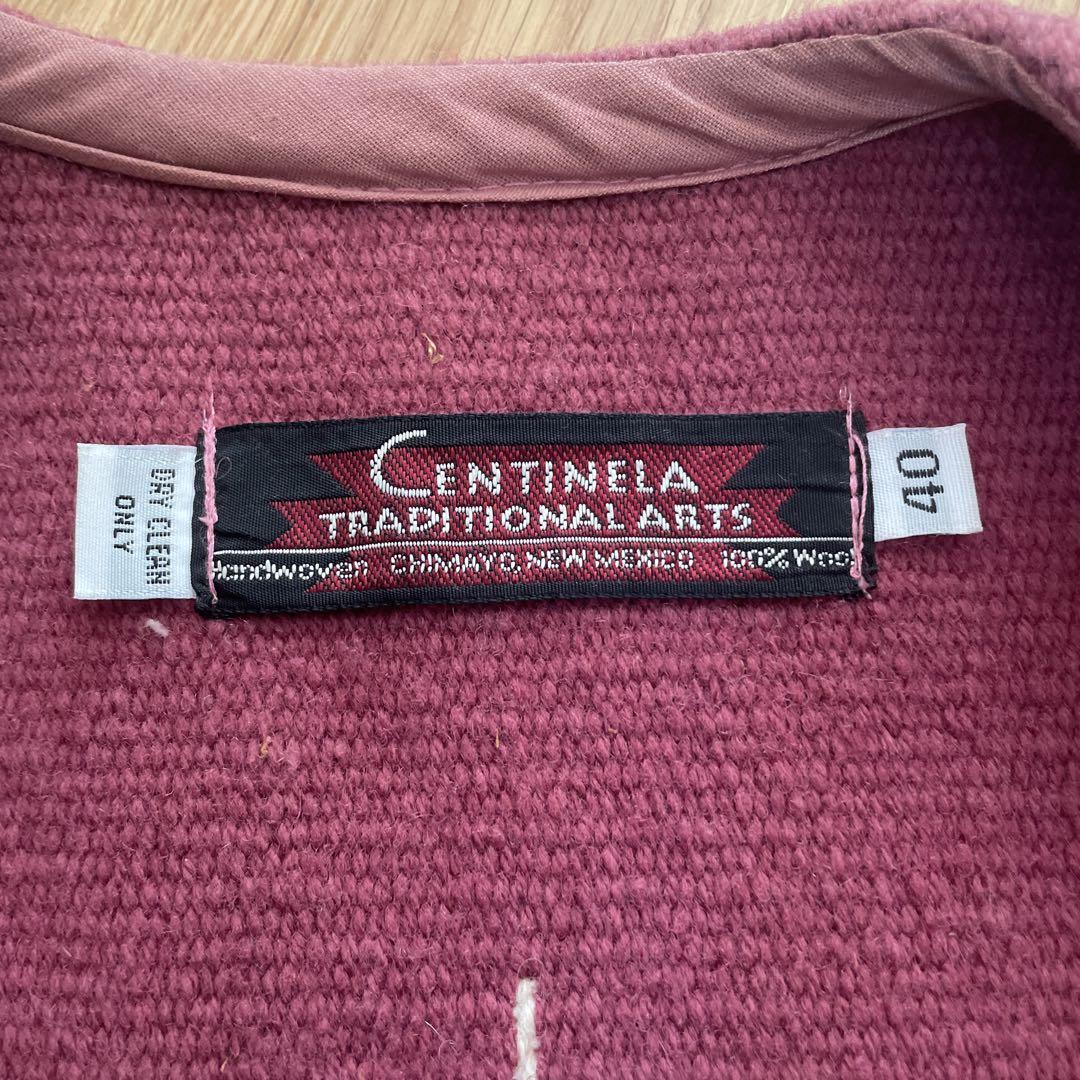 CENTINELA
TRADITIONAL ARTS
Handwoven CHIMAYO, NEW MEXICO 100% Wool
DRY CLEAN
ONLY
40